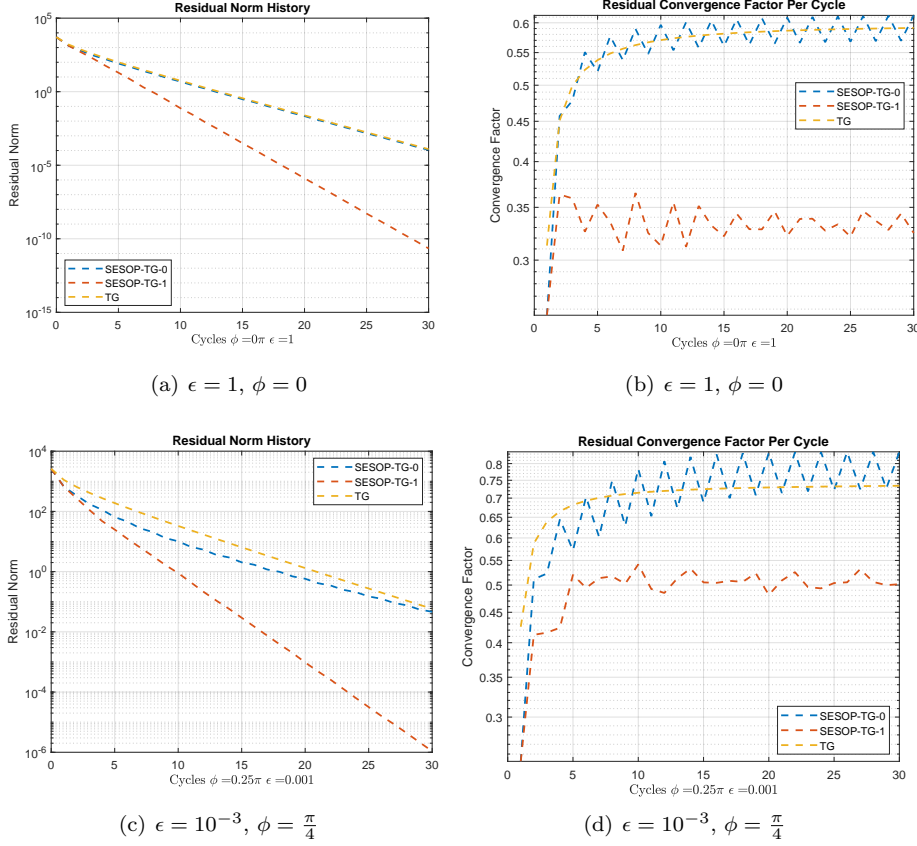 Residual Norm History
10^5
10^0
10^-5
10^-10
10^-15
Residual Norm
SESOP-TG-0
SESOP-TG-1
TG
0 5 10 15 20 25 30
Cycles ϕ =0π ϵ =1
(a) ϵ = 1, ϕ = 0
Residual Convergence Factor Per Cycle
0.6
0.55
0.45
0.4
0.35
0.3
Convergence Factor
SESOP-TG-0
SESOP-TG-1
TG
0 5 10 15 20 25 30
Cycles ϕ =0π ϵ =1
(b) ϵ = 1, ϕ = 0
Residual Norm History
10^4
10^2
10^0
10^-2
10^-4
10^-6
Residual Norm
SESOP-TG-0
SESOP-TG-1
TG
0 5 10 15 20 25 30
Cycles ϕ =0.25π ϵ =0.001
(c) ϵ = 10^-3, ϕ = π/4
Residual Convergence Factor Per Cycle
0.8
0.75
0.7
0.65
0.6
0.55
0.5
0.45
0.4
0.35
0.3
Convergence Factor
SESOP-TG-0
SESOP-TG-1
TG
0 5 10 15 20 25 30
Cycles ϕ =0.25π ϵ =0.001
(d) ϵ = 10^-3, ϕ = π/4